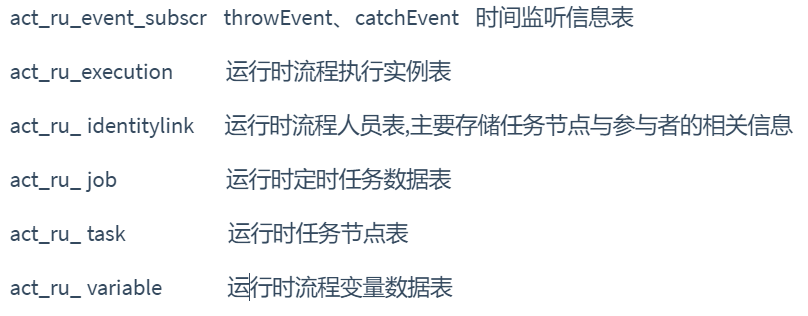 act_ru_event_subscr throwEvent、catchEvent 时间监听信息表
act_ru_execution 运行时流程执行实例表
act_ru_ identitylink 运行时流程人员表,主要存储任务节点与参与者的相关信息
act_ru_ job 运行时定时任务数据表
act_ru_ task 运行时任务节点表
act_ru_ variable 运行时流程变量数据表